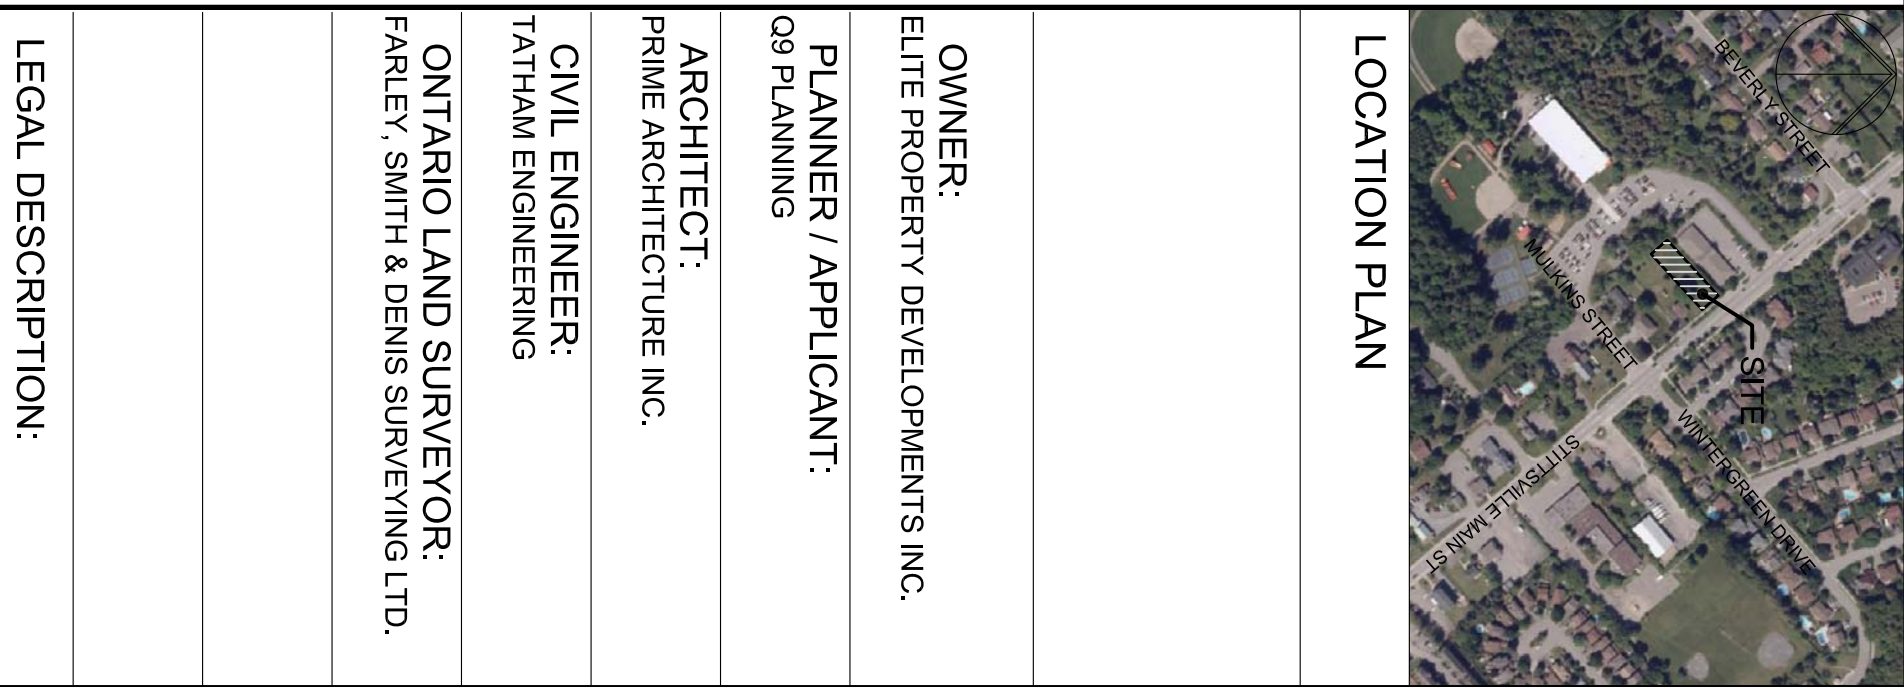 BEVERLY STREET
MULKINS STREET
SITE
WINTERGREEN DRIVE
STITTSVILLE MAIN ST
LOCATION PLAN
OWNER:
ELITE PROPERTY DEVELOPMENTS INC.
PLANNER / APPLICANT:
Q9 PLANNING
ARCHITECT:
PRIME ARCHITECTURE INC.
CIVIL ENGINEER:
TATHAM ENGINEERING
ONTARIO LAND SURVEYOR:
FARLEY, SMITH & DENIS SURVEYING LTD.
LEGAL DESCRIPTION: